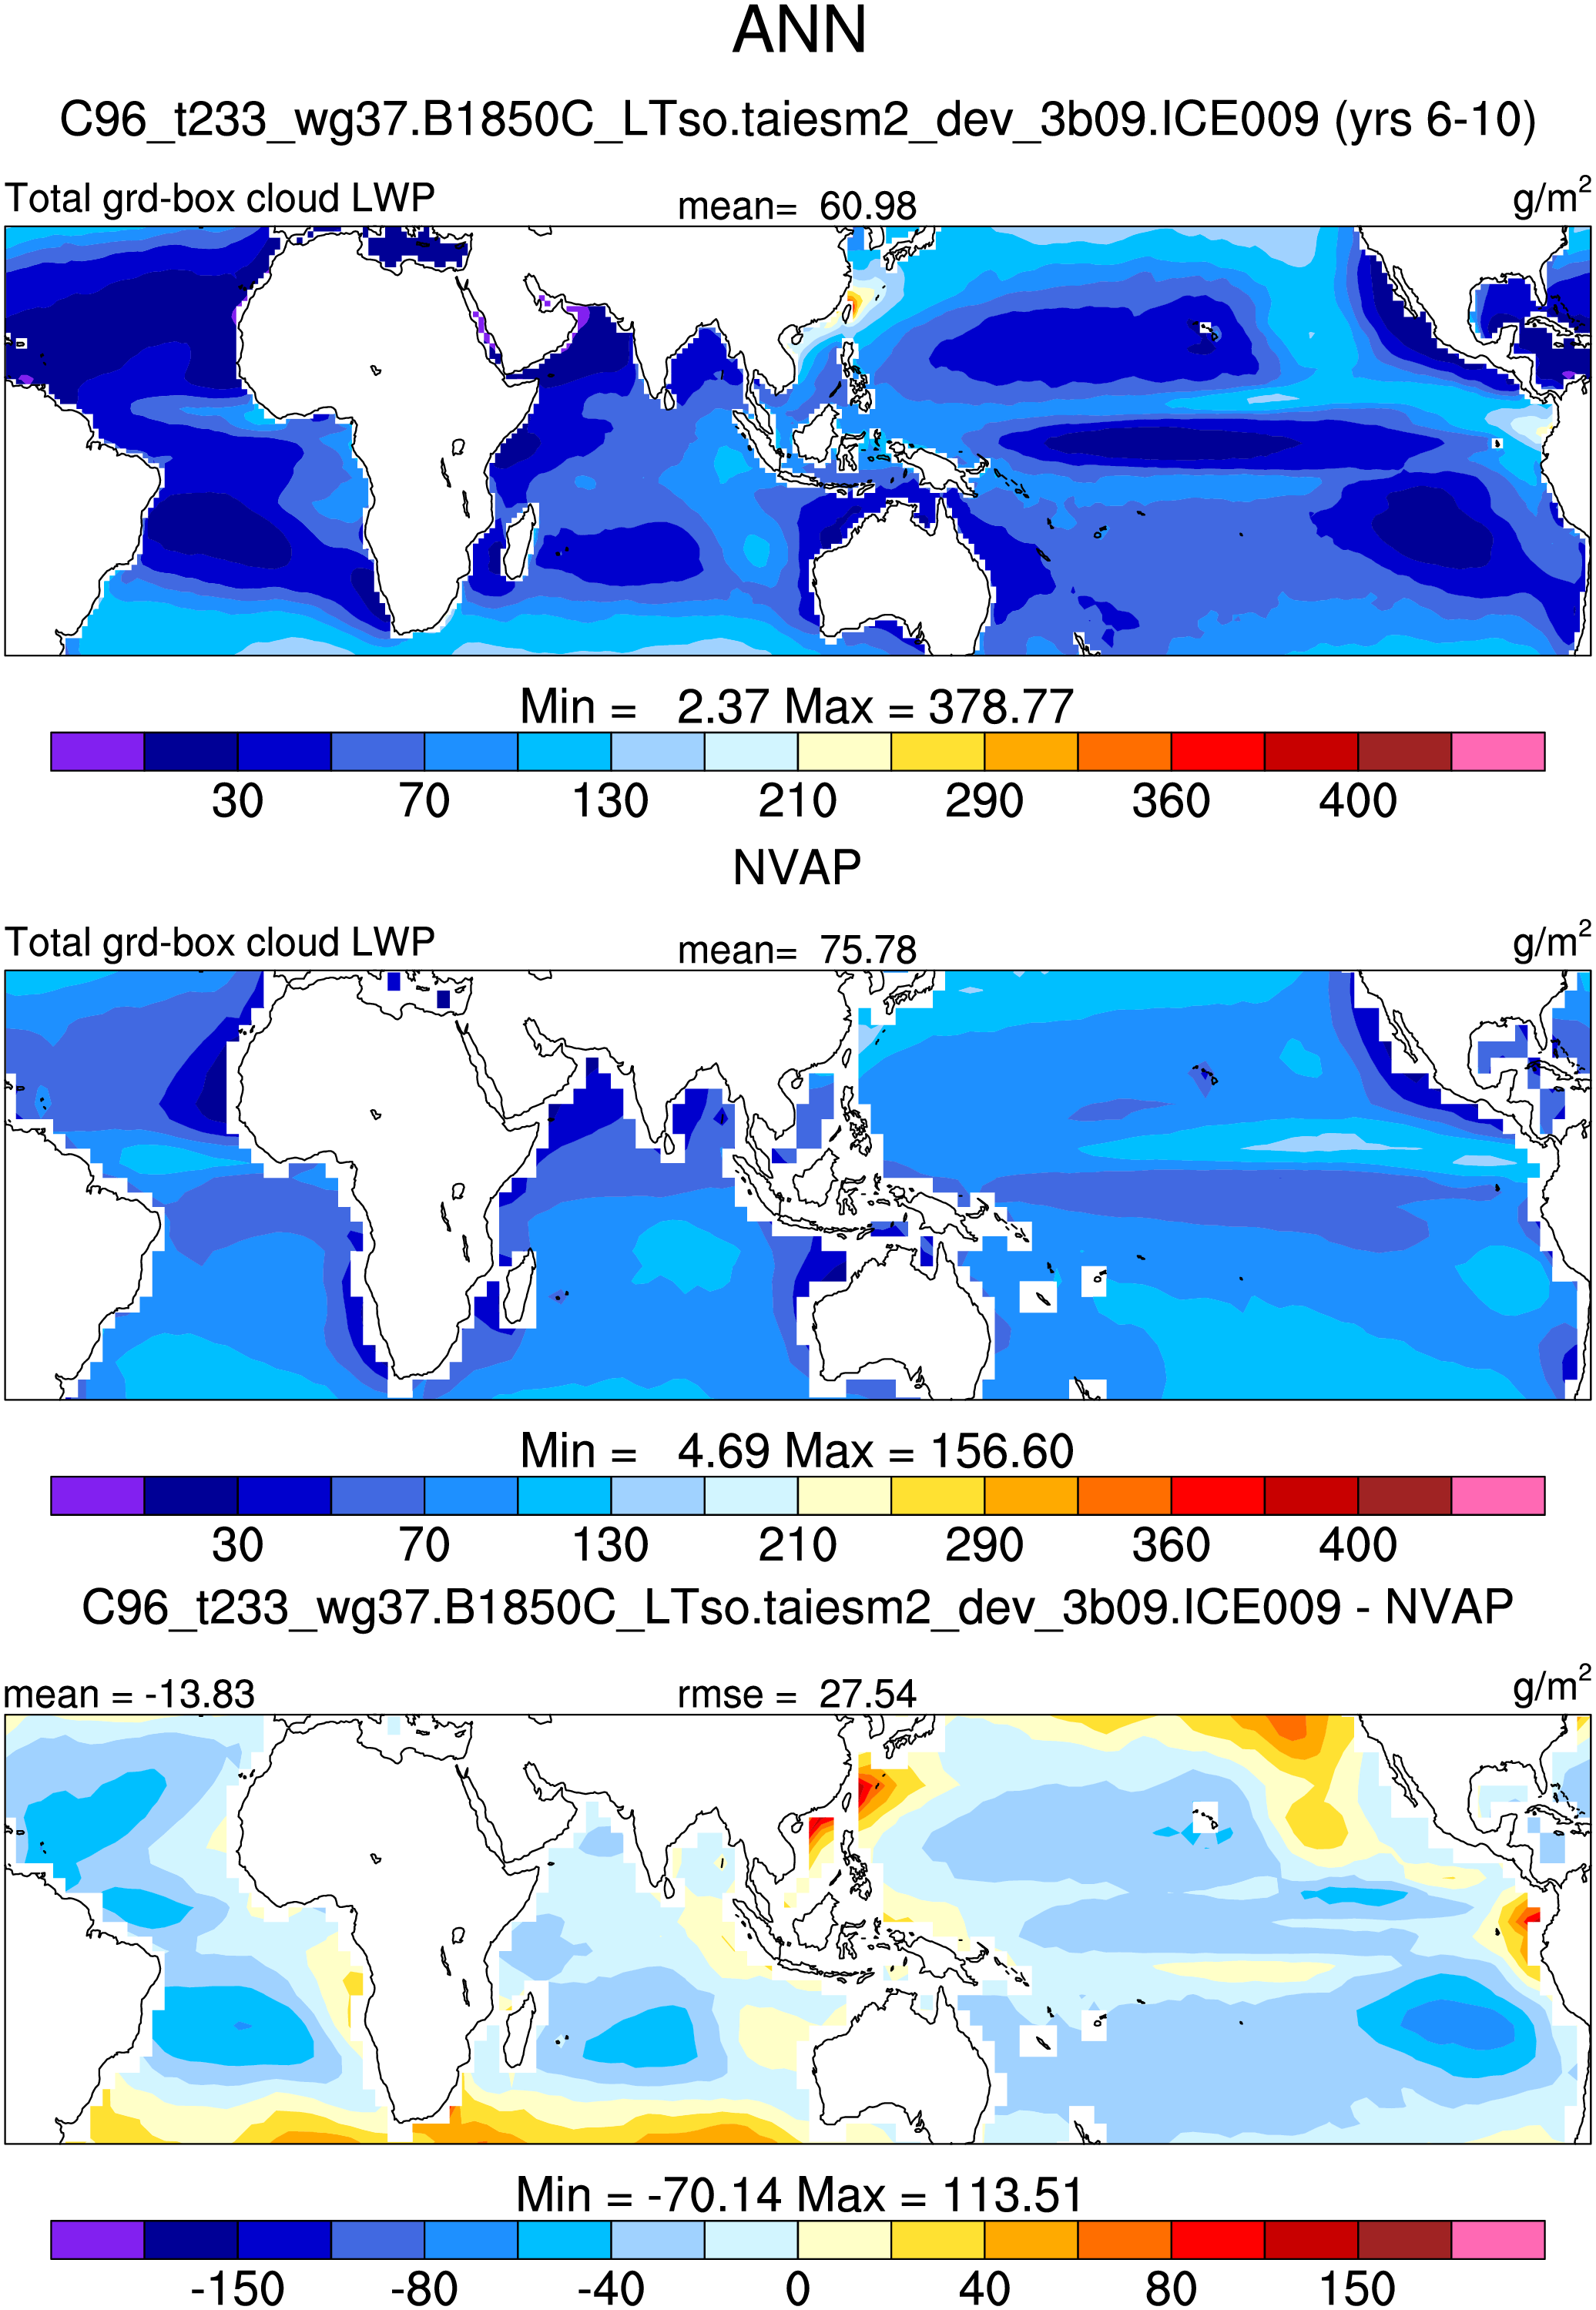 ANN
C96_t233_wg37.B1850C_LTso.taiesm2_dev_3b09.ICE009 (yrs 6-10)
Total grd-box cloud LWP mean= 60.98 g/m²
Min = 2.37 Max = 378.77
30 70 130 210 290 360 400
NVAP
Total grd-box cloud LWP mean= 75.78 g/m²
Min = 4.69 Max = 156.60
30 70 130 210 290 360 400
C96_t233_wg37.B1850C_LTso.taiesm2_dev_3b09.ICE009 - NVAP
mean = -13.83 rmse = 27.54 g/m²
Min = -70.14 Max = 113.51
-150 -80 -40 0 40 80 150